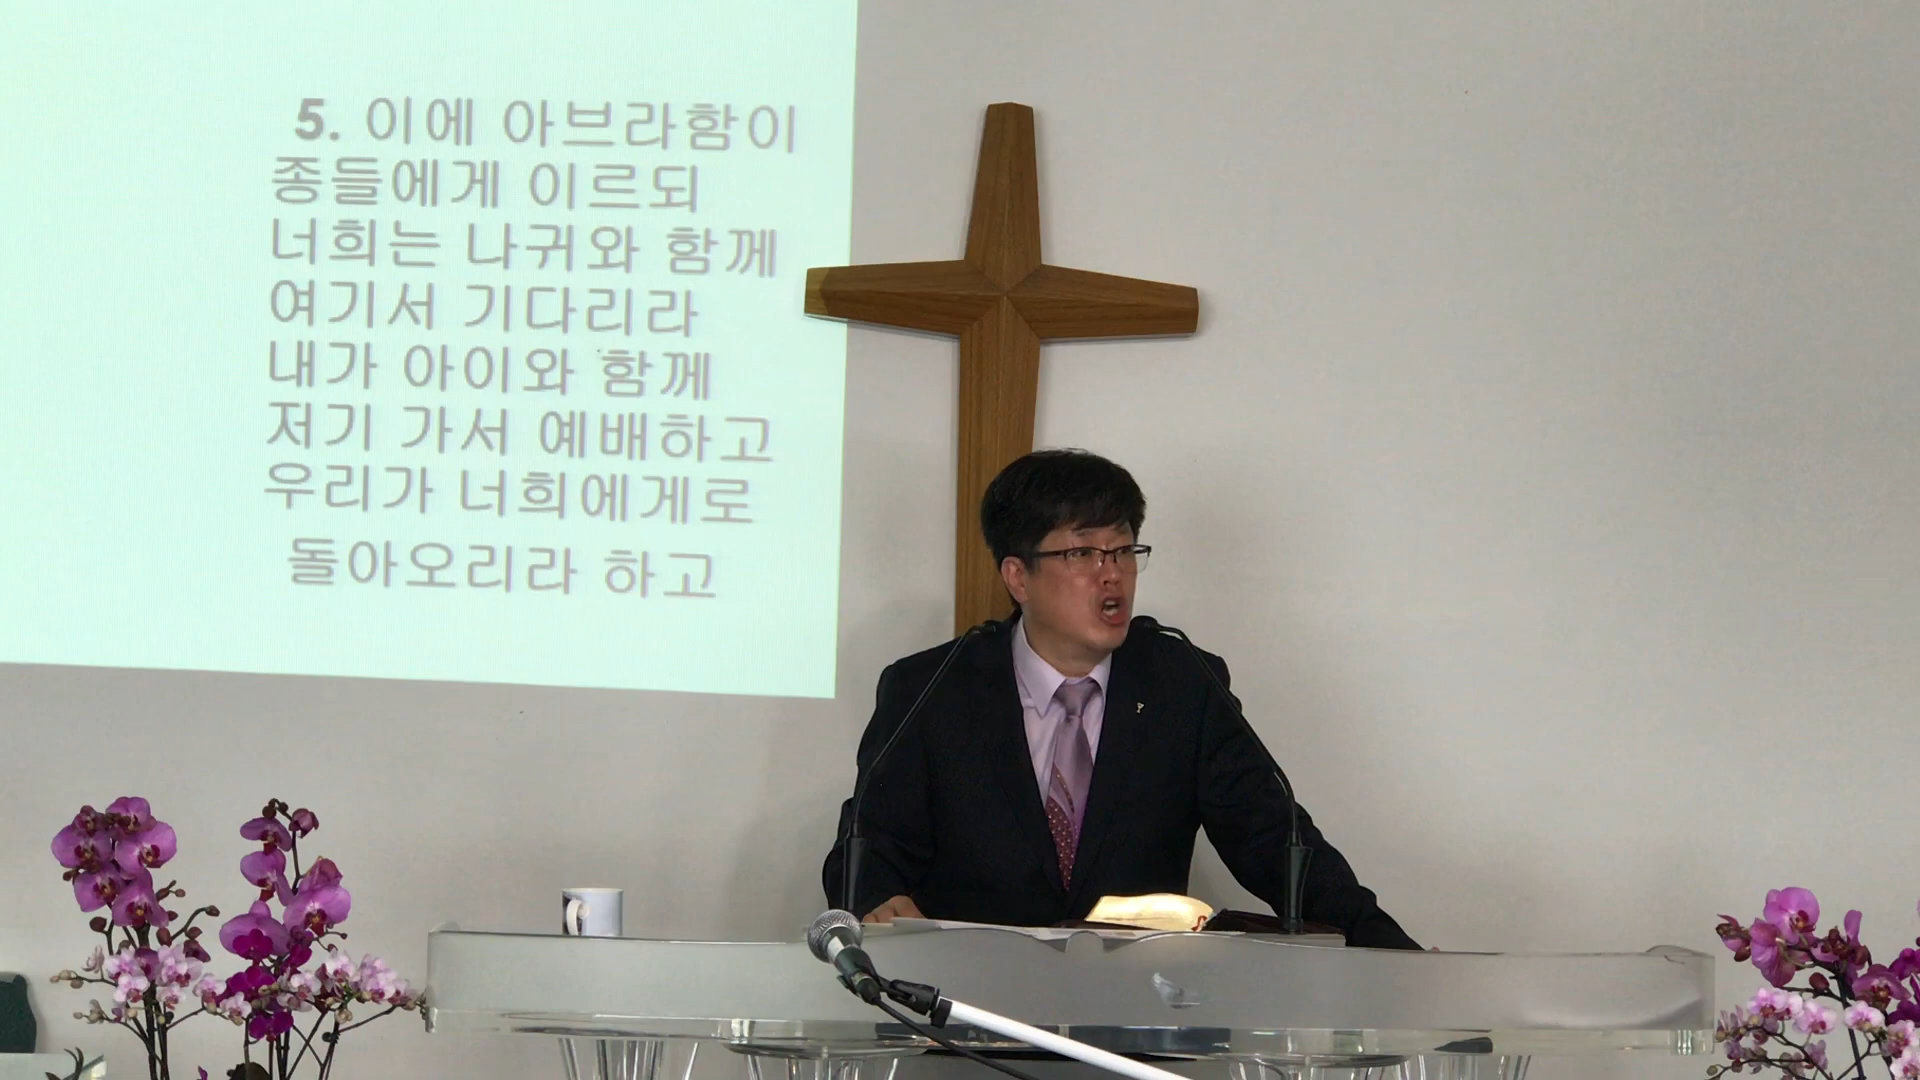 5. 이에 아브라함이
종들에게 이르되
너희는 나귀와 함께
여기서 기다리라
내가 아이와 함께
저기 가서 예배하고
우리가 너희에게로
돌아오리라 하고